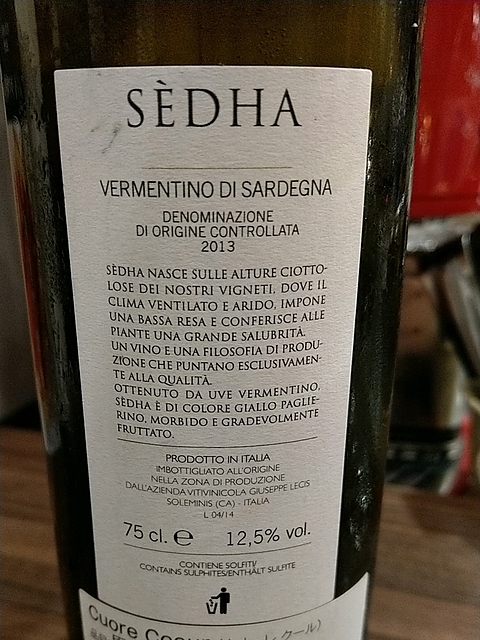 SÈDHA
VERMENTINO DI SARDEGNA
DENOMINAZIONE
DI ORIGINE CONTROLLATA
2013
SÈDHA NASCE SULLE ALTURE CIOTTO-
LOSE DEI NOSTRI VIGNETI, DOVE IL
CLIMA VENTILATO E ARIDO, IMPONE
UNA BASSA RESA E CONFERISCE ALLE
PIANTE UNA GRANDE SALUBRITÀ.
UN VINO E UNA FILOSOFIA DI PRODU-
ZIONE CHE PUNTANO ESCLUSIVAMEN-
TE ALLA QUALITÀ.
OTTENUTO DA UVE VERMENTINO,
SÈDHA È DI COLORE GIALLO PAGLIE-
RINO, MORBIDO E GRADEVOLMENTE
FRUTTATO.
PRODOTTO IN ITALIA
IMBOTTIGLIATO ALL'ORIGINE
NELLA ZONA DI PRODUZIONE
DALL'AZIENDA VITIVINICOLA GIUSEPPE LECIS
SOLEMINIS (CA) - ITALIA
L 04/14
75 cl. e 12,5% vol.
CONTIENE SOLFITI/
CONTAINS SULPHITES/ENTHÄLT SULFITE
Cuore